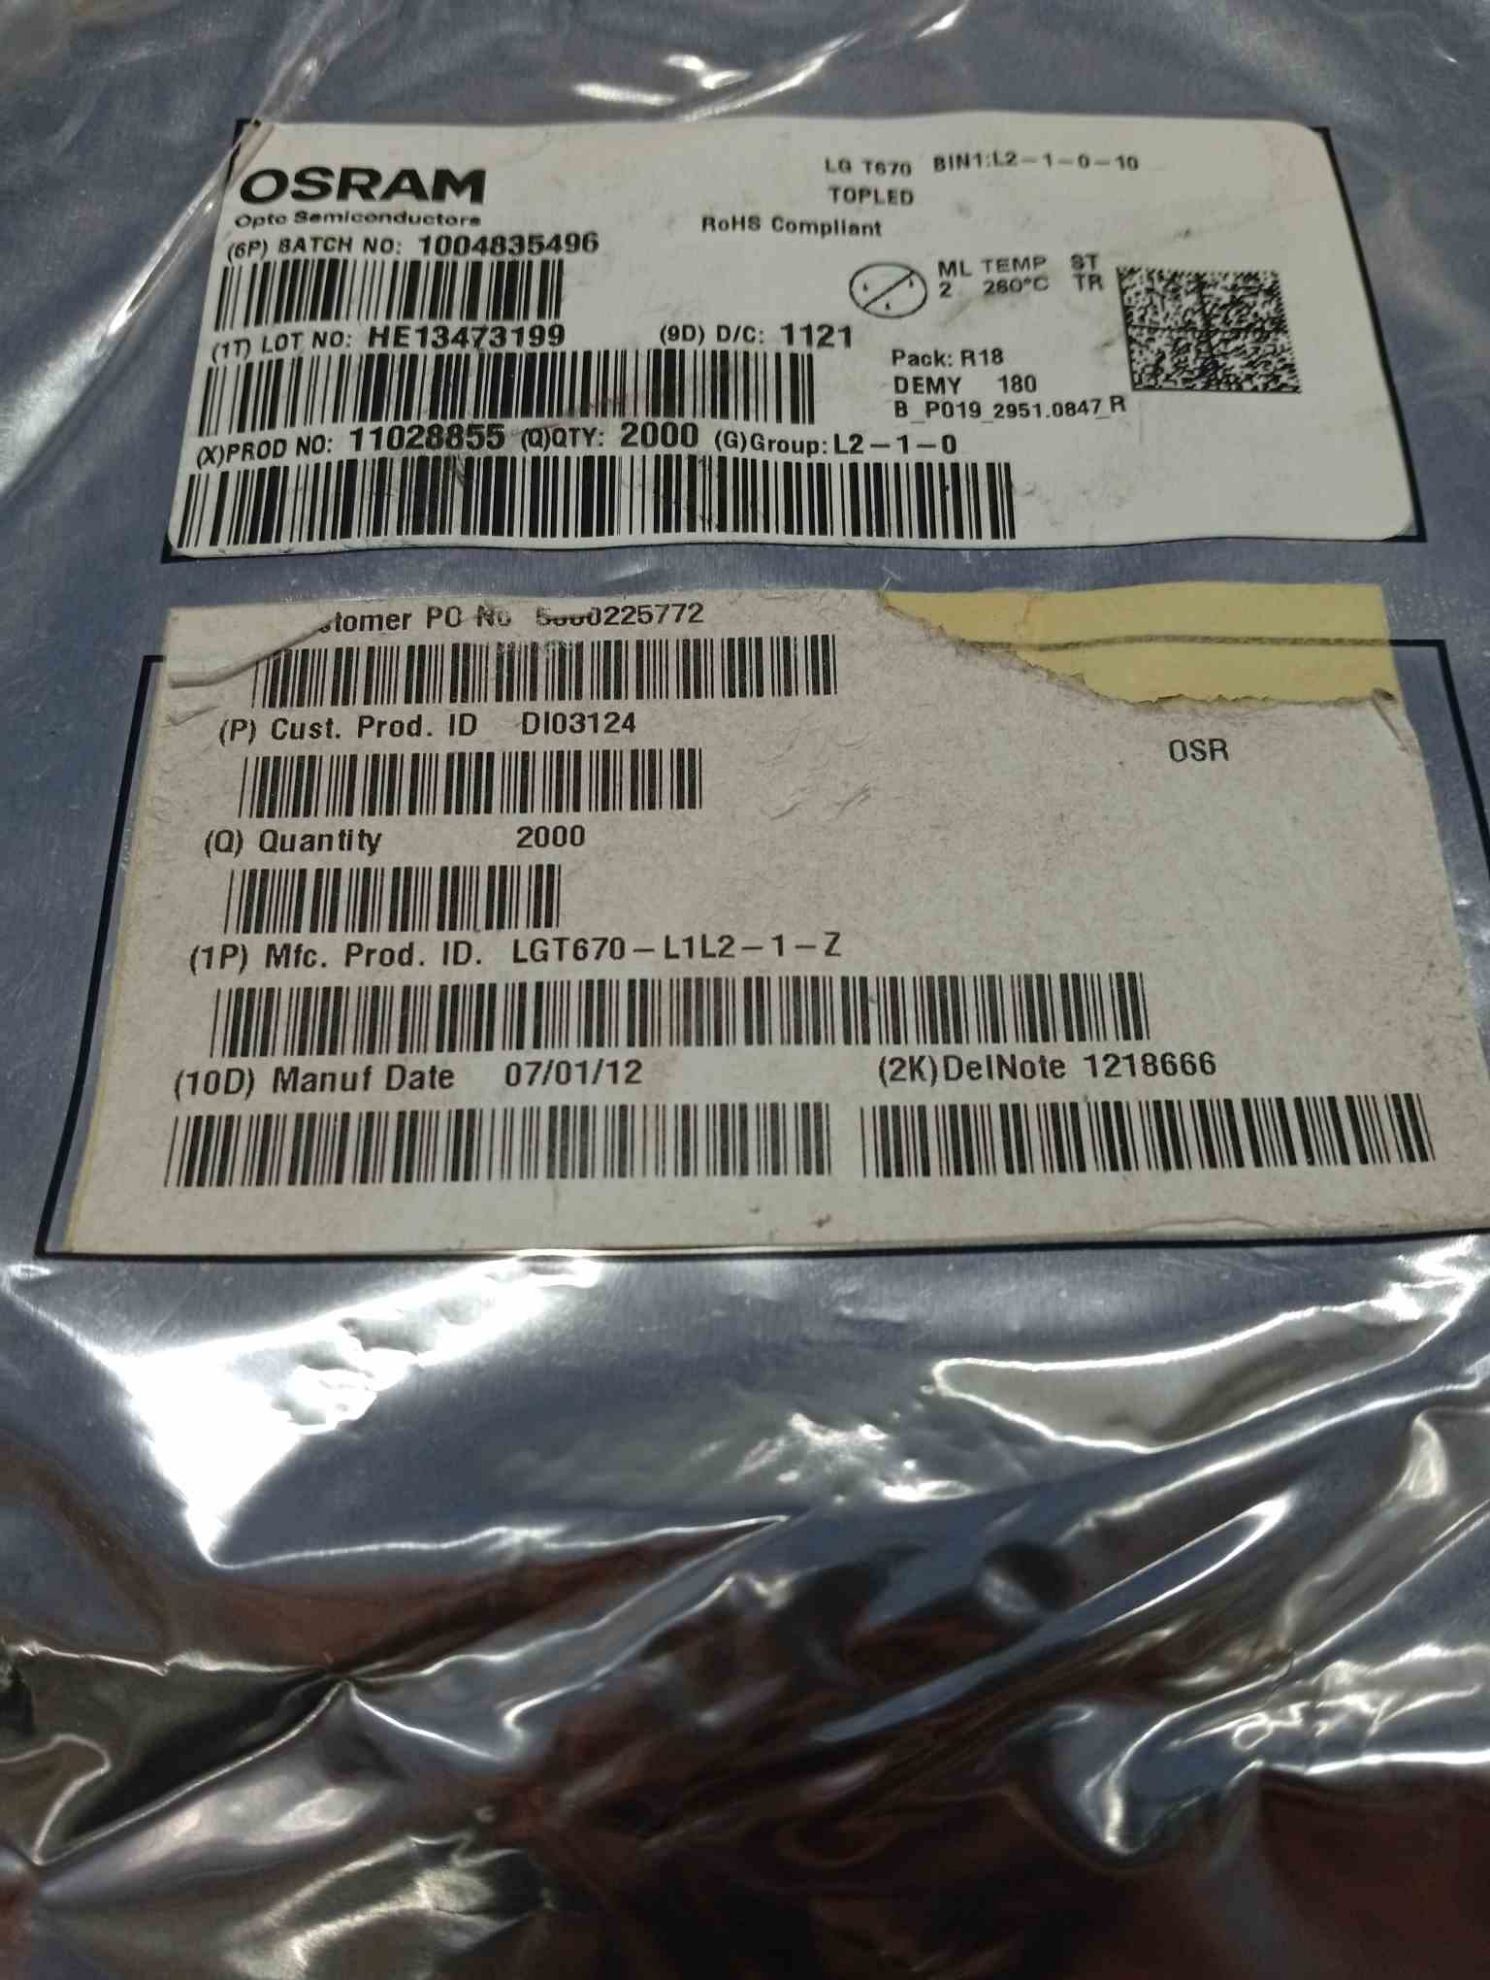 OSRAM
Opto Semiconductors
LG T670 BIN1:L2-1-0-10
TOPLED
RoHS Compliant
(6P) BATCH NO: 1004835496
ML TEMP ST
2 260°C TR
(1T) LOT NO: HE13473199 (9D) D/C: 1121
Pack: R18
DEMY 180
B_P019_2951.0847_R
(X)PROD NO: 11028855 (Q)QTY: 2000 (G)Group: L2-1-0
PO No
(P) Cust. Prod. ID DI03124
OSR
(Q) Quantity 2000
(1P) Mfc. Prod. ID. LGT670-L1L2-1-Z
(10D) Manuf Date 07/01/12 (2K)DelNote 1218666